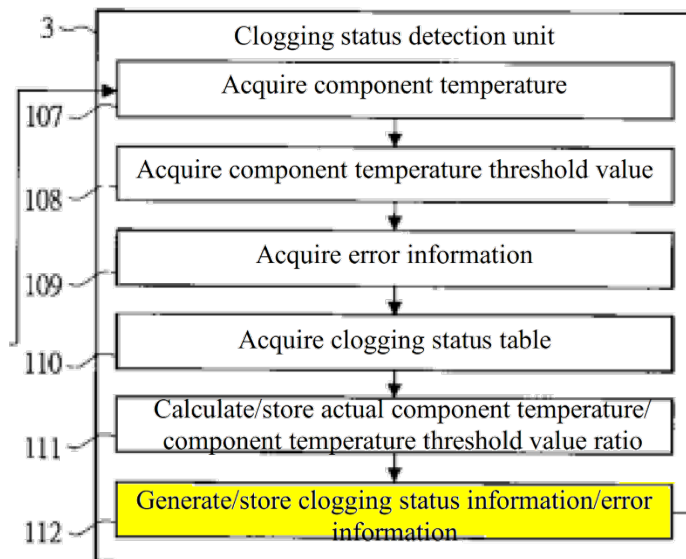 3
Clogging status detection unit
Acquire component temperature
107
Acquire component temperature threshold value
108
Acquire error information
109
Acquire clogging status table
110
Calculate/store actual component temperature/
component temperature threshold value ratio
111
Generate/store clogging status information/error
information
112